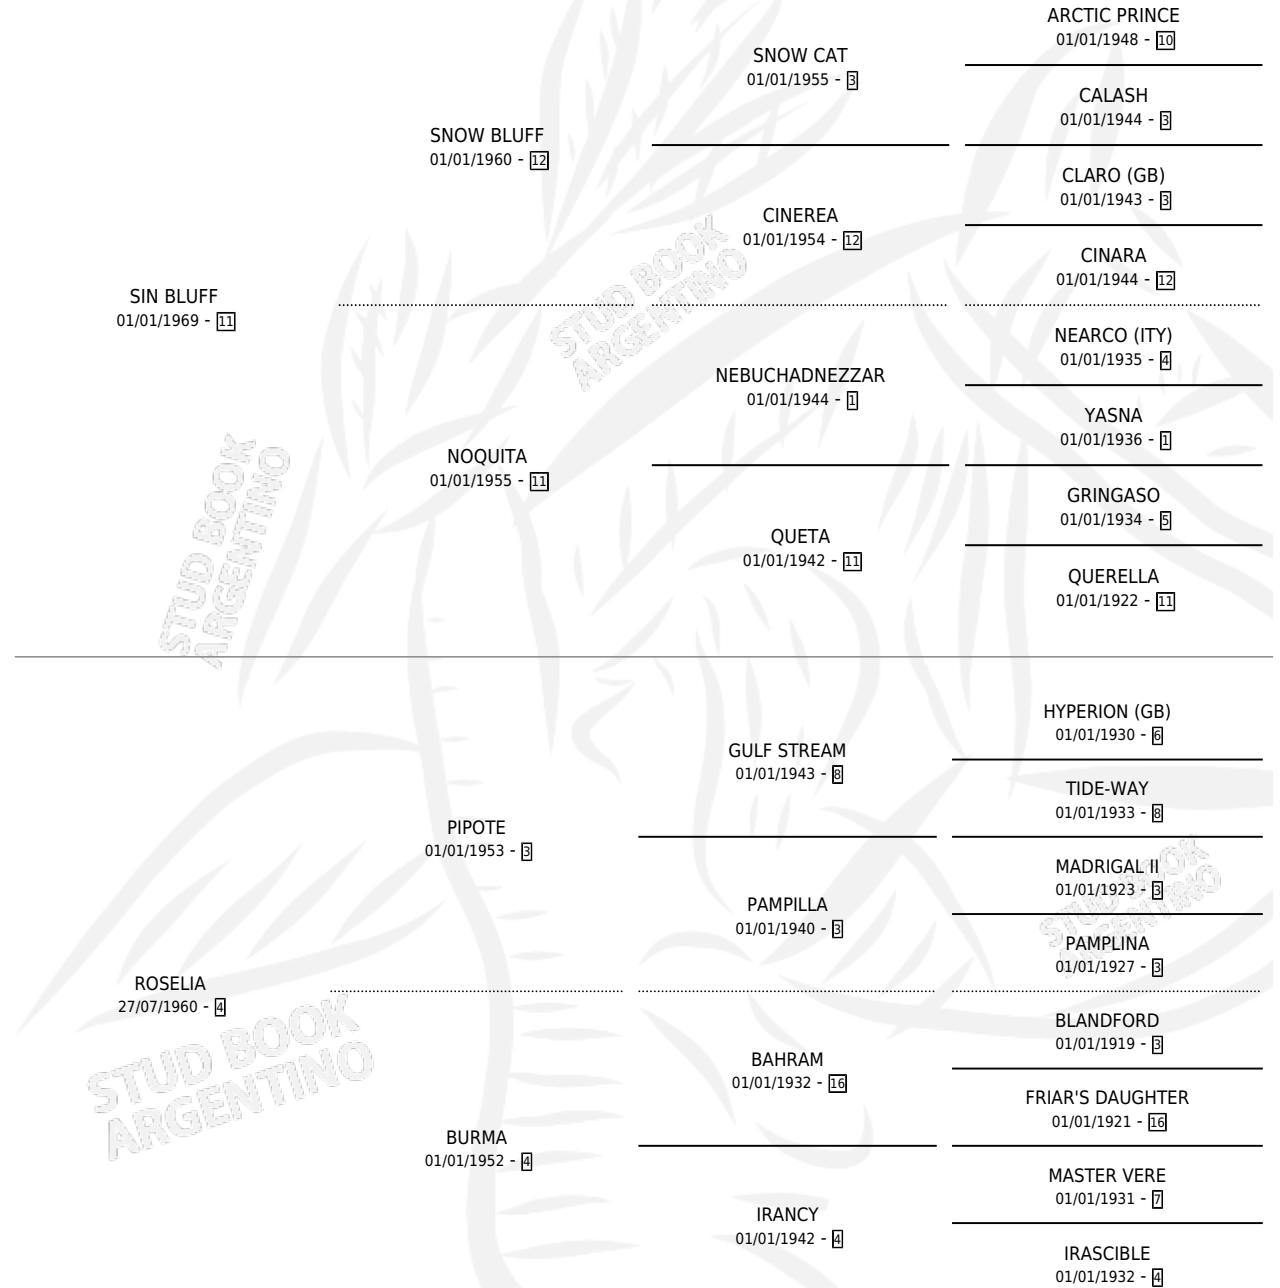 ARCTIC PRINCE
01/01/1948 - 10
SNOW CAT
01/01/1955 - 3
CALASH
01/01/1944 - 3
SNOW BLUFF
01/01/1960 - 12
CLARO (GB)
01/01/1943 - 3
CINEREA
01/01/1954 - 12
CINARA
01/01/1944 - 12
SIN BLUFF
01/01/1969 - 11
NEARCO (ITY)
01/01/1935 - 4
NEBUCHADNEZZAR
01/01/1944 - 1
YASNA
01/01/1936 - 1
NOQUITA
01/01/1955 - 11
GRINGASO
01/01/1934 - 5
QUETA
01/01/1942 - 11
QUERELLA
01/01/1922 - 11
HYPERION (GB)
01/01/1930 - 6
GULF STREAM
01/01/1943 - 8
TIDE-WAY
01/01/1933 - 8
PIPOTE
01/01/1953 - 3
MADRIGAL II
01/01/1923 - 3
PAMPILLA
01/01/1940 - 3
PAMPLINA
01/01/1927 - 3
ROSELIA
27/07/1960 - 4
BLANDFORD
01/01/1919 - 3
BAHRAM
01/01/1932 - 16
FRIAR'S DAUGHTER
01/01/1921 - 16
BURMA
01/01/1952 - 4
MASTER VERE
01/01/1931 - 7
IRANCY
01/01/1942 - 4
IRASCIBLE
01/01/1932 - 4
STUD BOOK
ARGENTINO
STUD BOOK
ARGENTINO
STUD BOOK
ARGENTINO
STUD BOOK
ARGENTINO